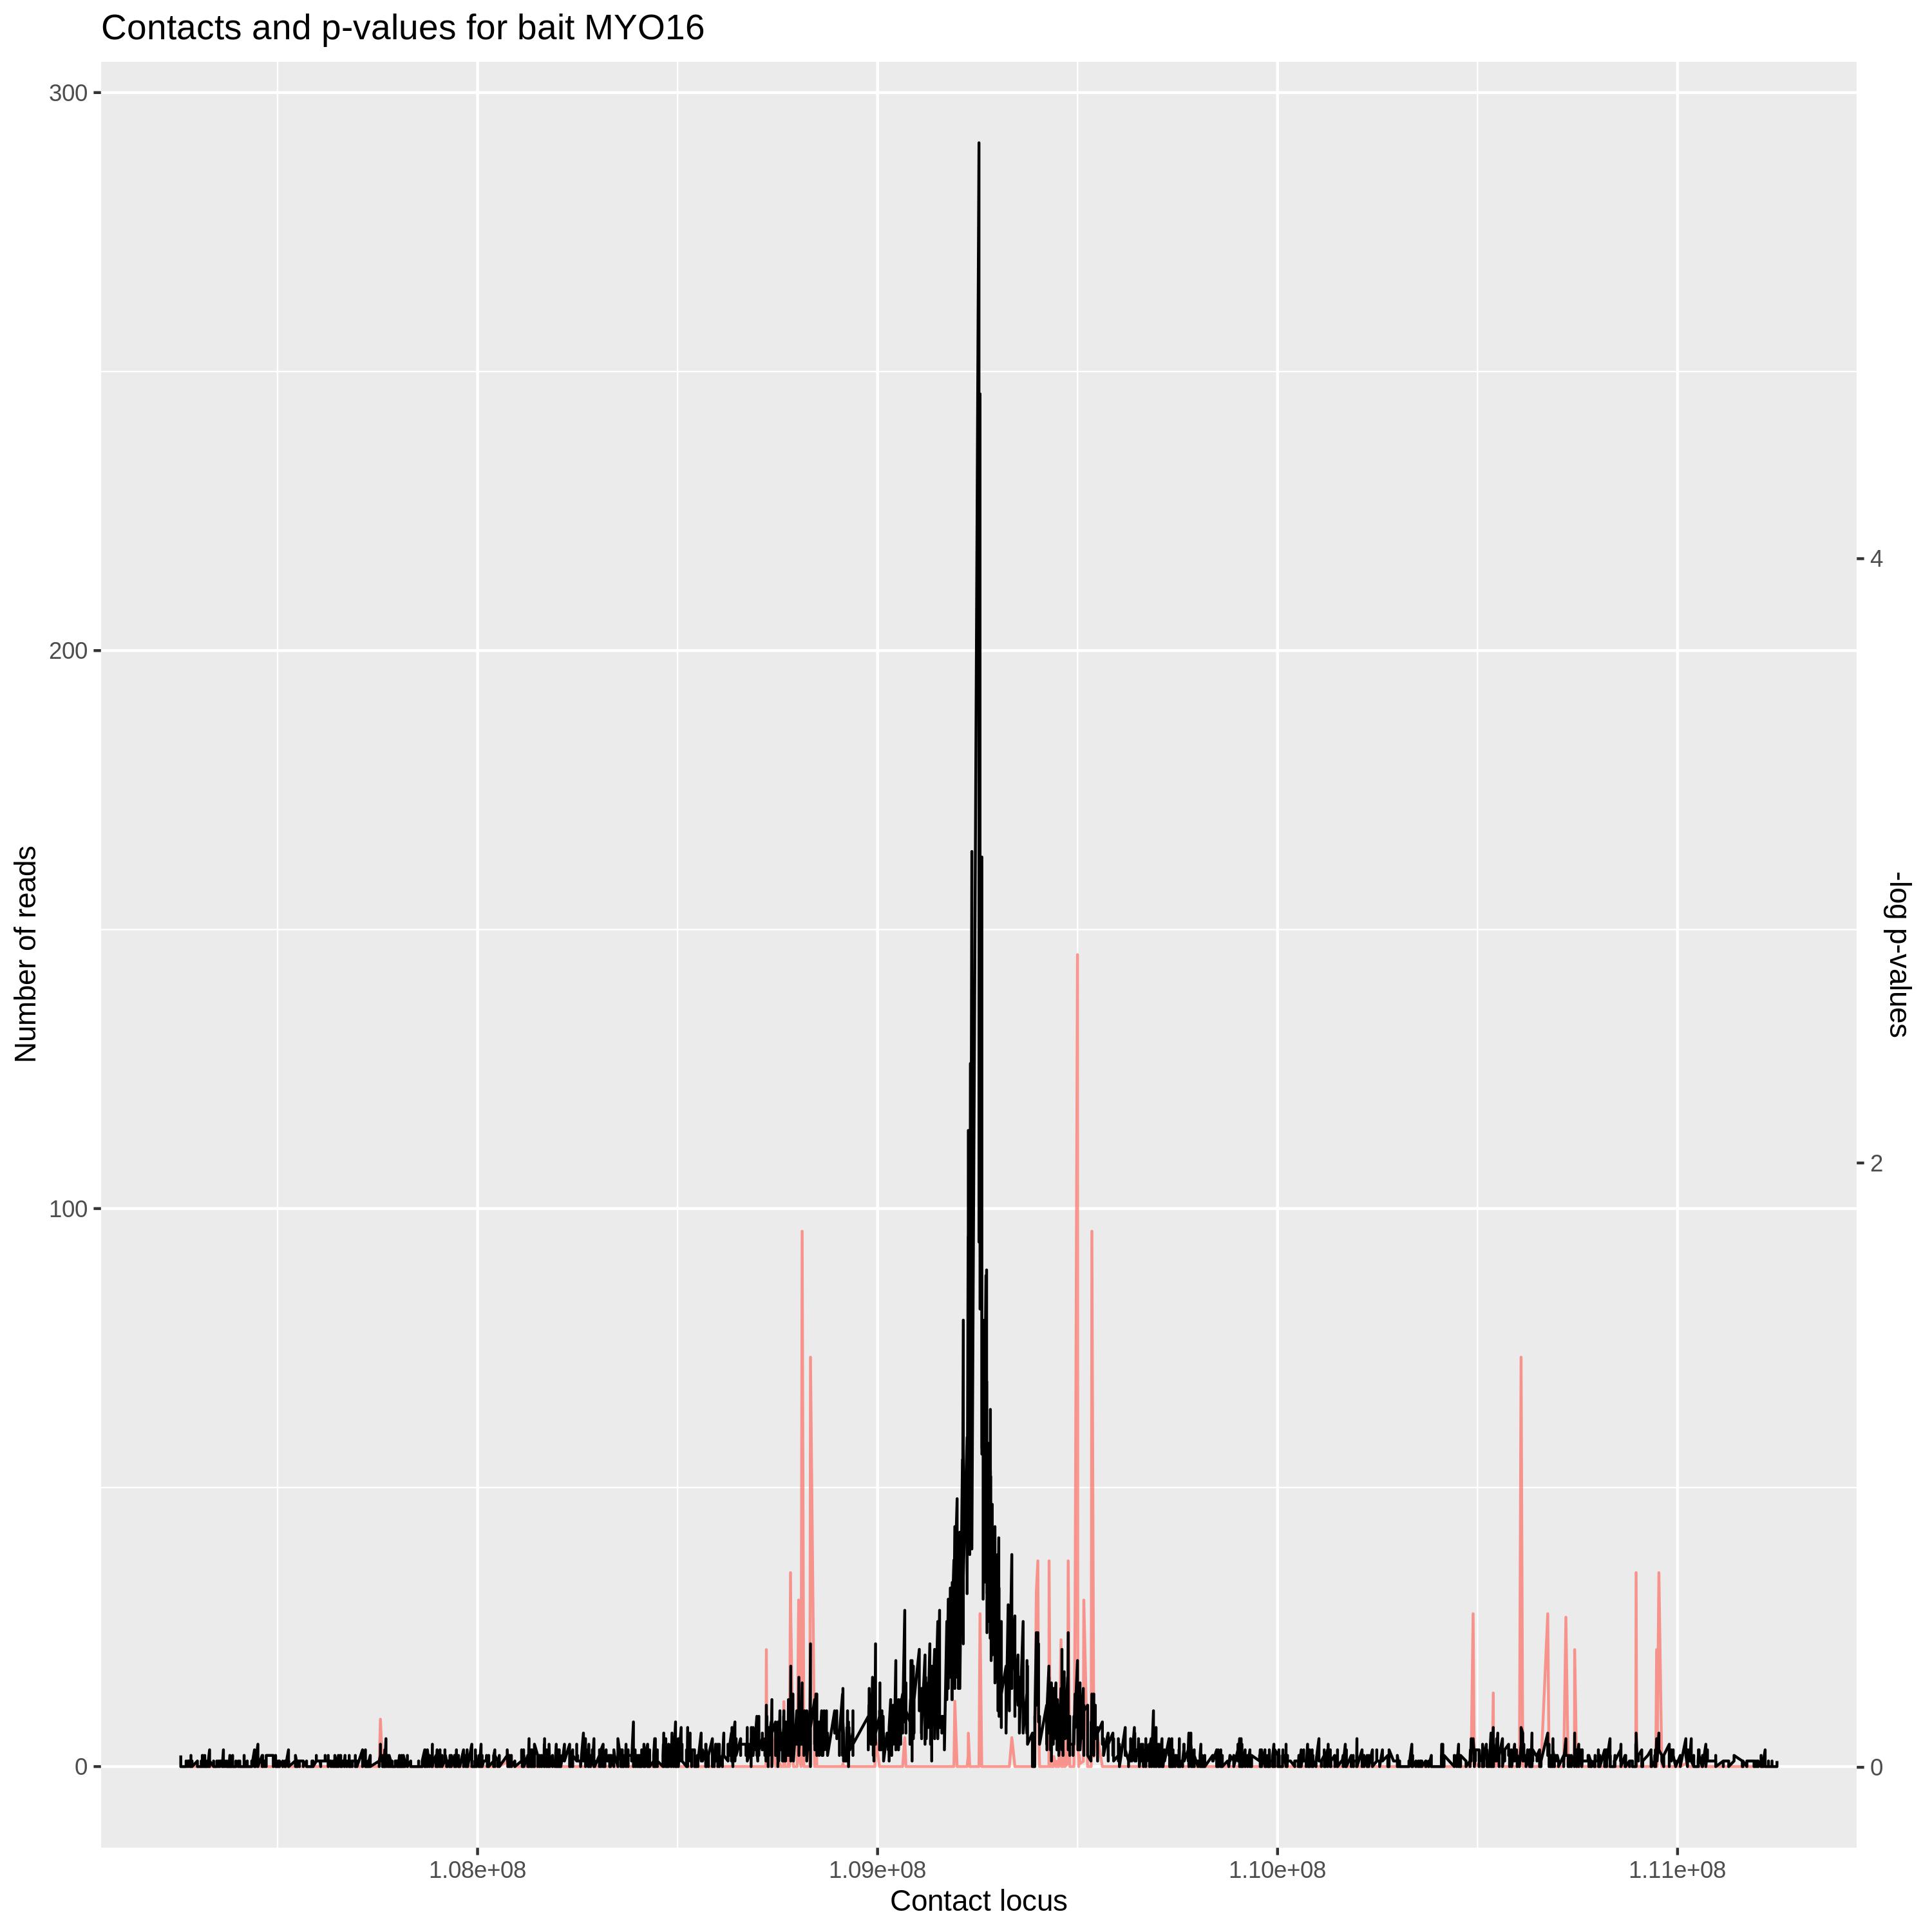 Contacts and p-values for bait MYO16
300
200
100
0
Number of reads
4
2
0
-log p-values
1.08e+08
1.09e+08
1.10e+08
1.11e+08
Contact locus